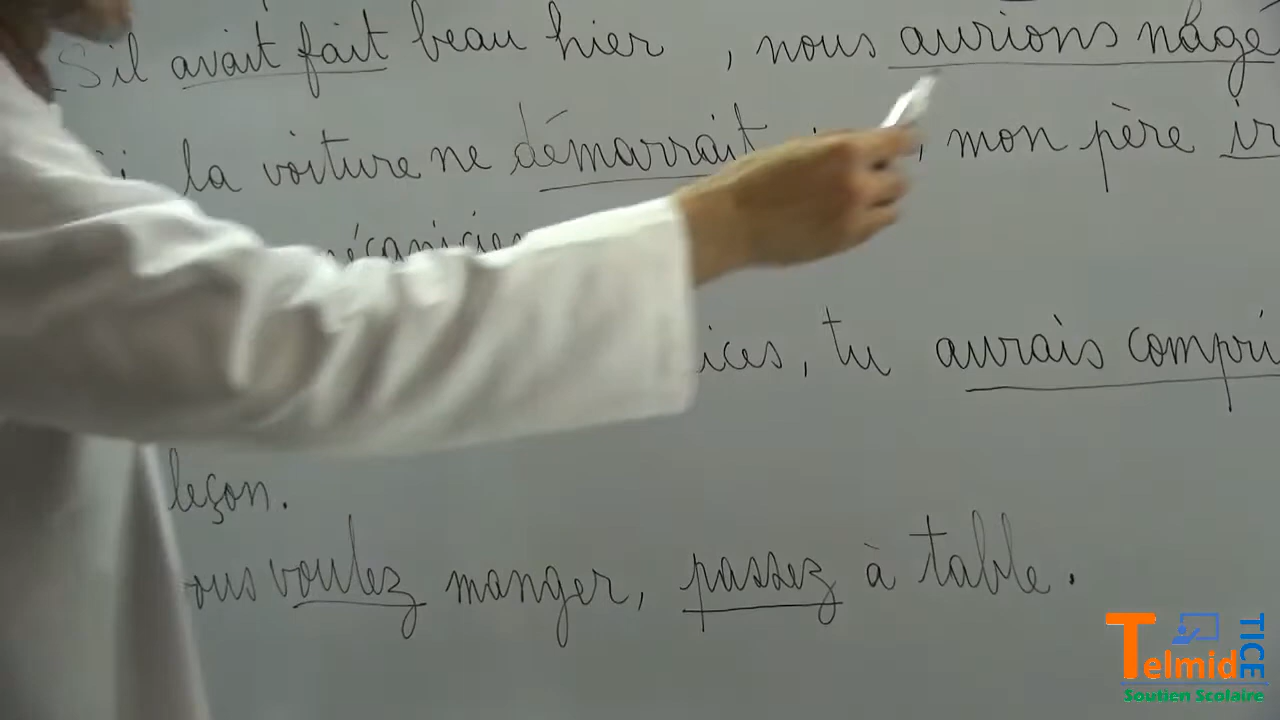 S'il avait fait beau hier, nous aurions nagé
la voiture ne démarrait , mon père ir
mécanicien
ices, tu aurais compri
leçon.
ous voulez manger, passez à table.
Telmid TICE
Soutien Scolaire